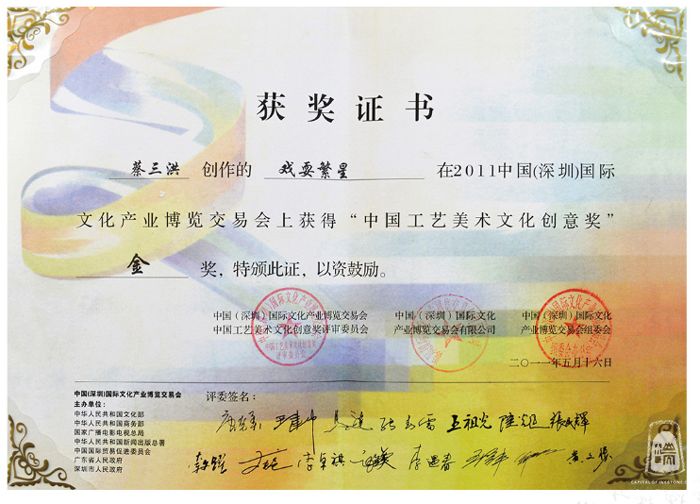 获奖证书
蔡三洪 创作的 戏耍繁星 在2011中国(深圳)国际
文化产业博览交易会上获得“中国工艺美术文化创意奖”
金 奖，特颁此证，以资鼓励。
中国（深圳）国际文化产业博览交易会 中国（深圳）国际文化 中国（深圳）国际文化
中国工艺美术文化创意奖评审委员会 产业博览交易会有限公司 产业博览交易会组委会
二〇一一年五月十六日
中国(深圳)国际文化产业博览交易会
主办单位：
中华人民共和国文化部
中华人民共和国商务部
国家广播电影电视总局
中华人民共和国新闻出版总署
中国国际贸易促进委员会
广东省人民政府
深圳市人民政府
评委签名：
王祖光
CAPITAL OF INKSTONE